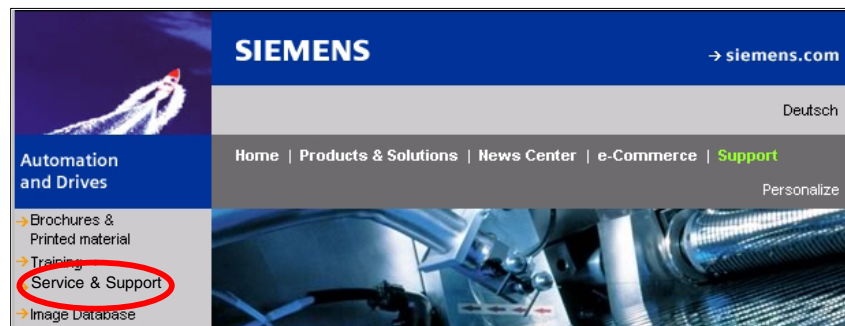 SIEMENS
→ siemens.com
Deutsch
Automation
and Drives
Home | Products & Solutions | News Center | e-Commerce | Support
Personalize
→ Brochures &
Printed material
→ Training
Service & Support
→ Image Database